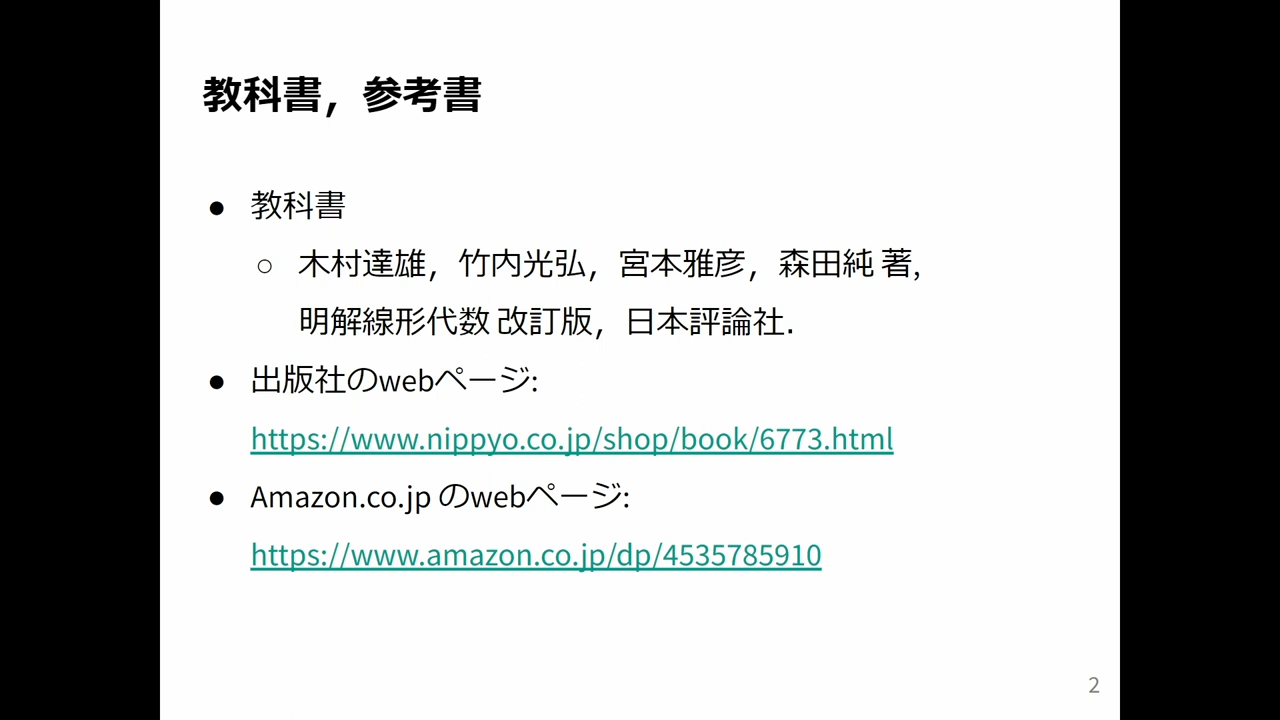 教科書，参考書
● 教科書
○ 木村達雄，竹内光弘，宮本雅彦，森田純 著，
明解線形代数 改訂版，日本評論社．
● 出版社のwebページ:
https://www.nippyo.co.jp/shop/book/6773.html
● Amazon.co.jp のwebページ:
https://www.amazon.co.jp/dp/4535785910
2